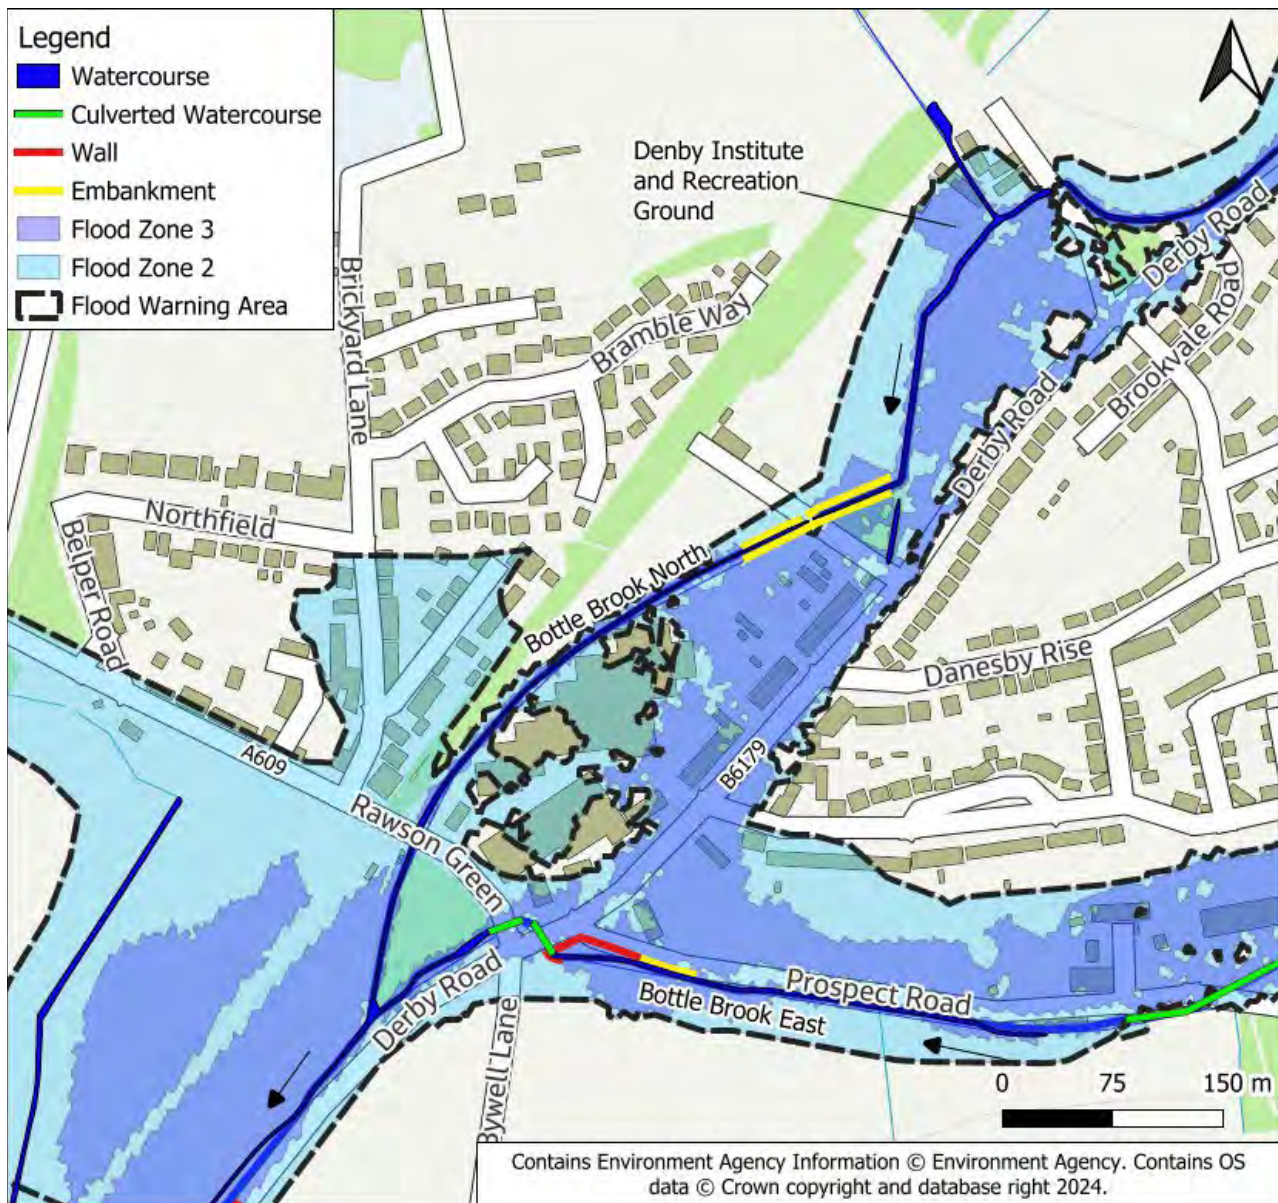 Legend
Watercourse
Culverted Watercourse
Wall
Embankment
Flood Zone 3
Flood Zone 2
Flood Warning Area
Denby Institute
and Recreation
Ground
Derby Road
Brickyard Lane
Bramble Way
Brookvale Road
Derby Road
Northfield
Belper Road
Bottle Brook North
Danesby Rise
A609
B6179
Rawson Green
Derby Road
Prospect Road
Bottle Brook East
Bywell Lane
0 75 150 m
Contains Environment Agency Information © Environment Agency. Contains OS
data © Crown copyright and database right 2024.